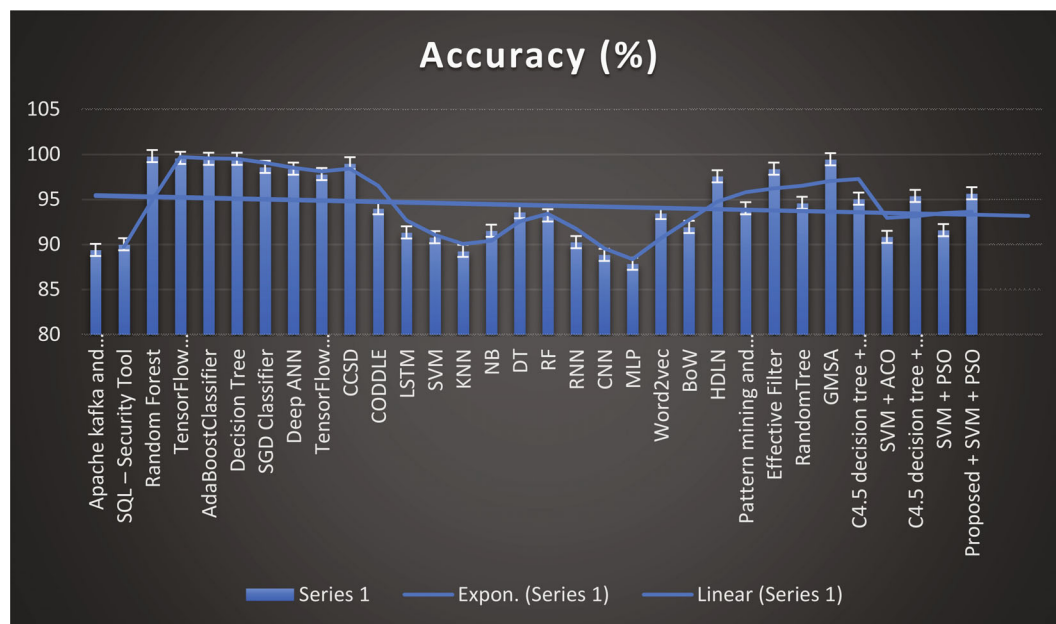 Accuracy (%)
105
100
95
90
85
80
Apache kafka and...
SQL – Security Tool
Random Forest
TensorFlow...
AdaBoostClassifier
Decision Tree
SGD Classifier
Deep ANN
TensorFlow...
CCSD
CODDLE
LSTM
SVM
KNN
NB
DT
RF
RNN
CNN
MLP
Word2vec
BoW
HDLN
Pattern mining and...
Effective Filter
RandomTree
GMSA
C4.5 decision tree +...
SVM + ACO
C4.5 decision tree +...
SVM + PSO
Proposed + SVM + PSO
Series 1
Expon. (Series 1)
Linear (Series 1)